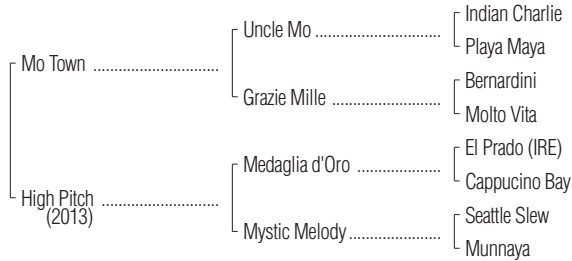 Indian Charlie
Uncle Mo ..............................
Playa Maya
Mo Town ..............................
Bernardini
Grazie Mille ..........................
Molto Vita
El Prado (IRE)
Medaglia d'Oro ....................
Cappucino Bay
High Pitch ............................
(2013)
Seattle Slew
Mystic Melody ......................
Munnaya